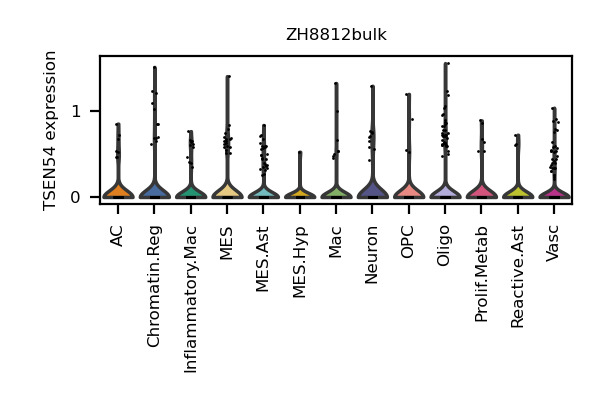 ZH8812bulk
TSEN54 expression
1
0
AC
Chromatin.Reg
Inflammatory.Mac
MES
MES.Ast
MES.Hyp
Mac
Neuron
OPC
Oligo
Prolif.Metab
Reactive.Ast
Vasc